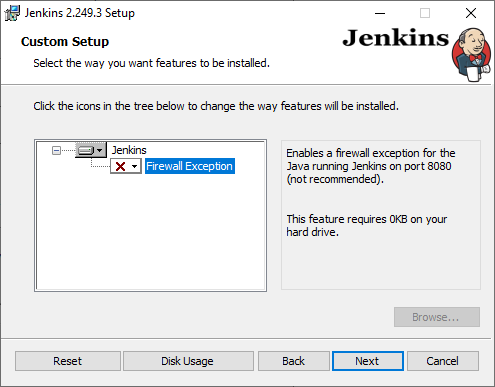 Jenkins 2.249.3 Setup
Custom Setup
Select the way you want features to be installed.
Jenkins
Click the icons in the tree below to change the way features will be installed.
Jenkins
Firewall Exception
Enables a firewall exception for the
Java running Jenkins on port 8080
(not recommended).
This feature requires 0KB on your
hard drive.
Browse...
Reset
Disk Usage
Back
Next
Cancel